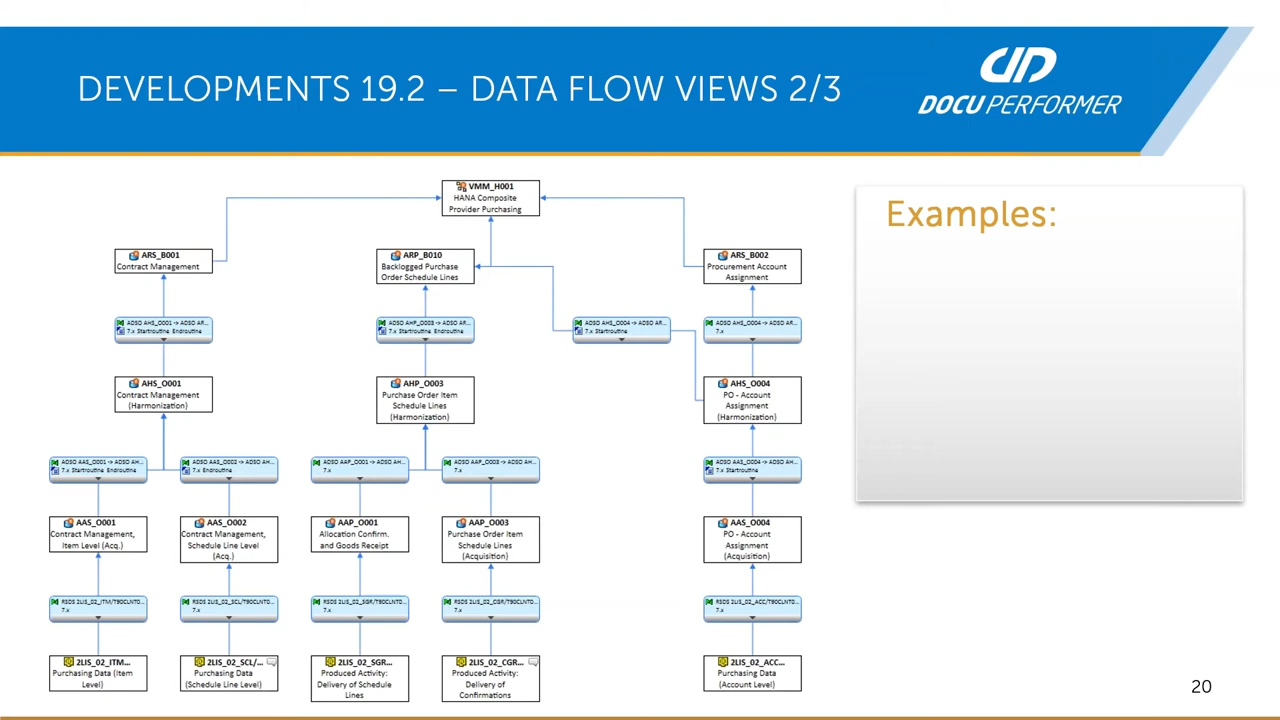 DEVELOPMENTS 19.2 – DATA FLOW VIEWS 2/3
DOCU PERFORMER
Examples:
VMM_H001
HANA Composite
Provider Purchasing
ARS_B001
Contract Management
ARP_B010
Backlogged Purchase
Order Schedule Lines
ARS_B002
Procurement Account
Assignment
ADSO AHS_O001 -> ADSO AR...
7.x Startroutine Endroutine
ADSO AHP_O003 -> ADSO AR...
7.x Startroutine Endroutine
ADSO AHS_O004 -> ADSO AR...
7.x Startroutine Endroutine
ADSO AHS_O004 -> ADSO AR...
7.x
AHS_O001
Contract Management
(Harmonization)
AHP_O003
Purchase Order Item
Schedule Lines
(Harmonization)
AHS_O004
PO - Account
Assignment
(Harmonization)
ADSO AAS_O001 -> ADSO AH...
7.x Startroutine Endroutine
ADSO AAS_O002 -> ADSO AH...
7.x Endroutine
ADSO AAP_O001 -> ADSO AH...
7.x
ADSO AAP_O003 -> ADSO AH...
7.x
ADSO AAS_O004 -> ADSO AH...
7.x Startroutine
AAS_O001
Contract Management,
Item Level (Acq.)
AAS_O002
Contract Management,
Schedule Line Level
(Acq.)
AAP_O001
Allocation Confirm.
and Goods Receipt
AAP_O003
Purchase Order Item
Schedule Lines
(Acquisition)
AAS_O004
PO - Account
Assignment
(Acquisition)
RSDS 2LIS_02_ITM/T90CLNT0...
7.x
RSDS 2LIS_02_SCL/T90CLNT0...
7.x
RSDS 2LIS_02_SGR/T90CLNT0...
7.x
RSDS 2LIS_02_CGR/T90CLNT0...
7.x
RSDS 2LIS_02_ACC/T90CLNT0...
7.x
2LIS_02_ITM...
Purchasing Data (Item
Level)
2LIS_02_SCL/...
Purchasing Data
(Schedule Line Level)
2LIS_02_SGR...
Produced Activity:
Delivery of Schedule
Lines
2LIS_02_CGR...
Produced Activity:
Delivery of
Confirmations
2LIS_02_ACC...
Purchasing Data
(Account Level)
20